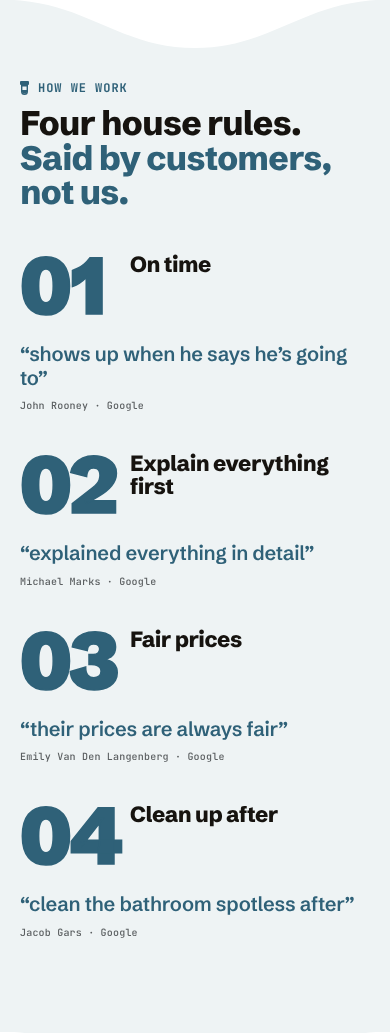 HOW WE WORK
Four house rules.
Said by customers,
not us.
01
On time
“shows up when he says he’s going
to”
John Rooney · Google
02
Explain everything
first
“explained everything in detail”
Michael Marks · Google
03
Fair prices
“their prices are always fair”
Emily Van Den Langenberg · Google
04
Clean up after
“clean the bathroom spotless after”
Jacob Gars · Google